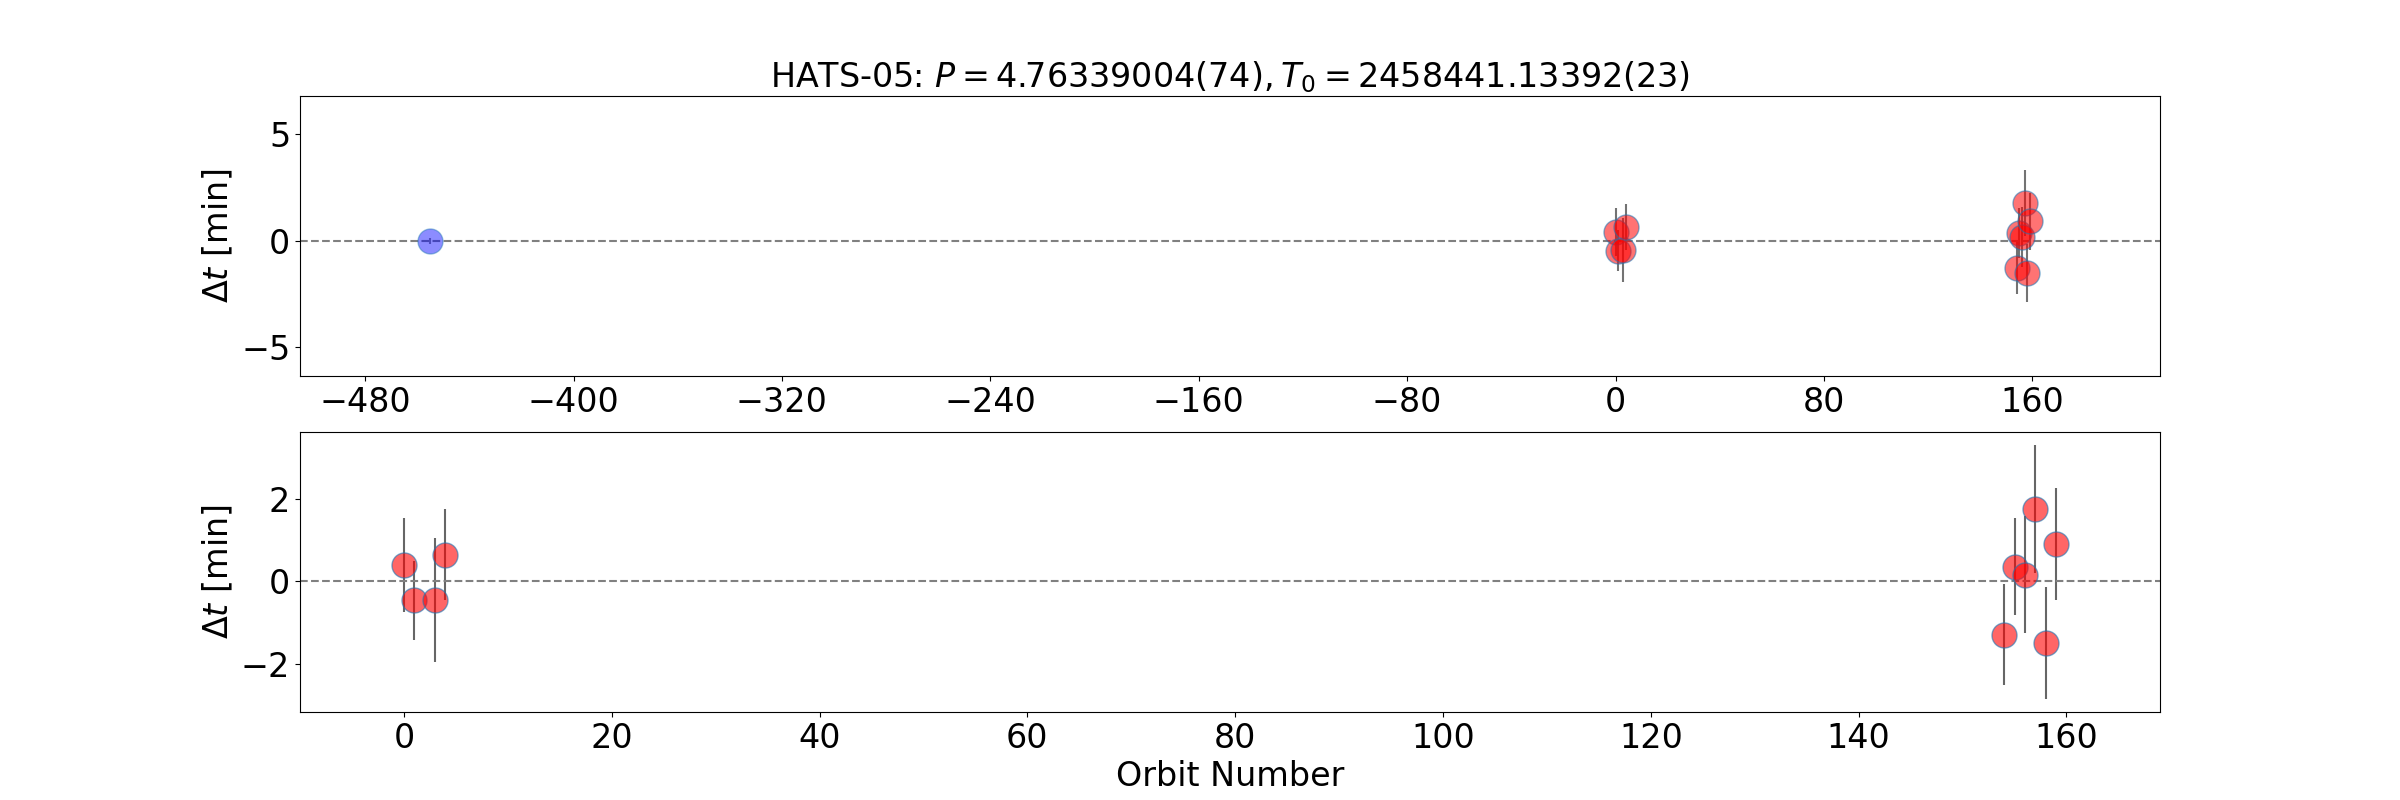 HATS-05: P = 4.76339004(74), T₀ = 2458441.13392(23)
Δt [min]
5
0
−5
−480 −400 −320 −240 −160 −80 0 80 160
Δt [min]
2
0
−2
0 20 40 60 80 100 120 140 160
Orbit Number